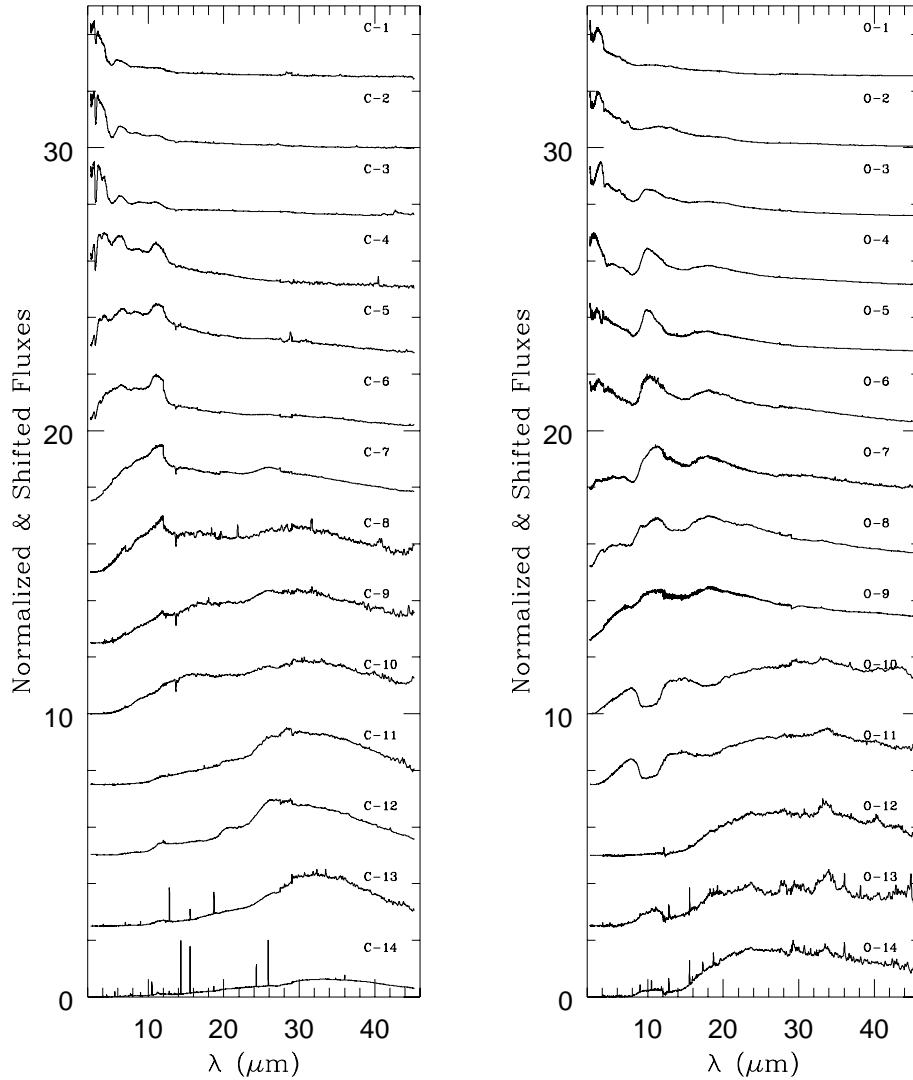 C-1
C-2
C-3
C-4
C-5
C-6
C-7
C-8
C-9
C-10
C-11
C-12
C-13
C-14
30
20
10
0
10 20 30 40
λ (μm)
Normalized & Shifted Fluxes
O-1
O-2
O-3
O-4
O-5
O-6
O-7
O-8
O-9
O-10
O-11
O-12
O-13
O-14
30
20
10
0
10 20 30 40
λ (μm)
Normalized & Shifted Fluxes